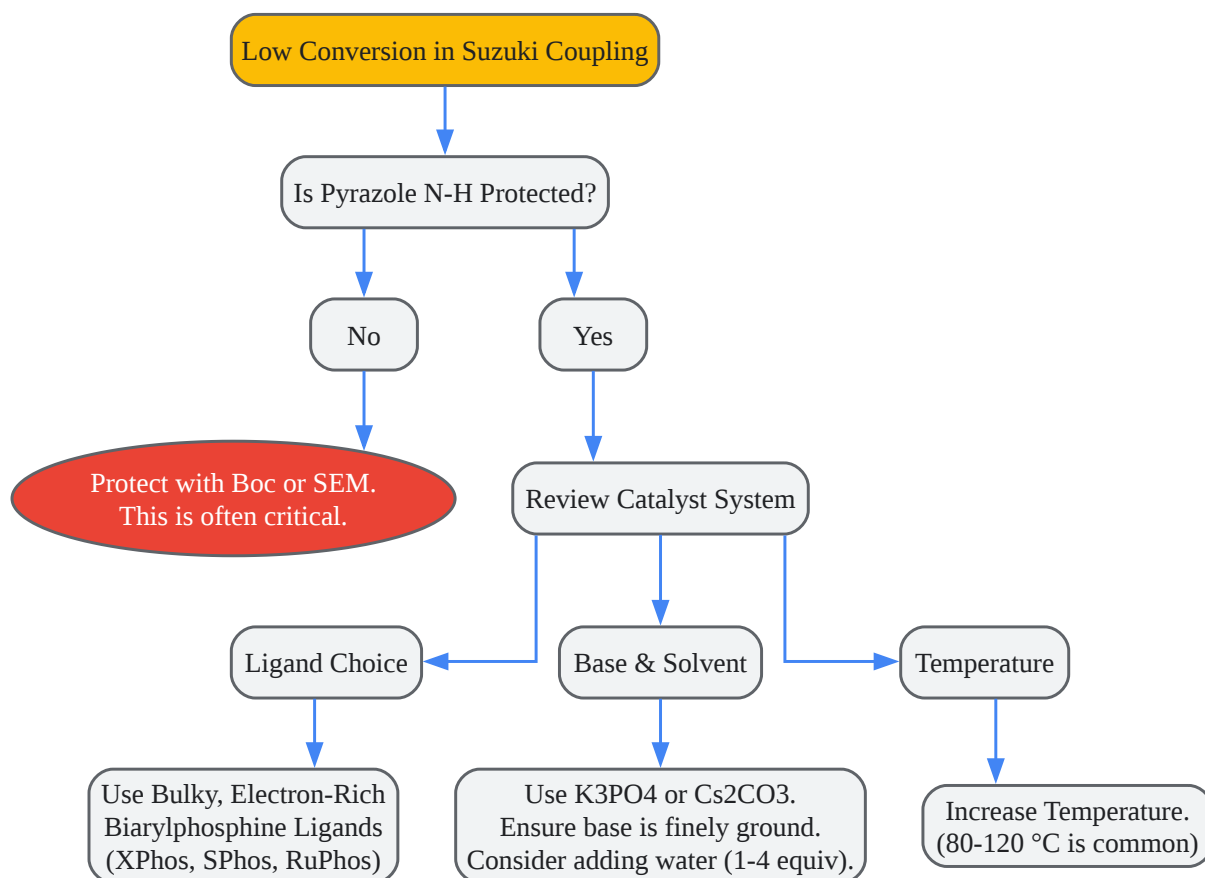 Low Conversion in Suzuki Coupling
Is Pyrazole N-H Protected?
No
Yes
Protect with Boc or SEM.
This is often critical.
Review Catalyst System
Ligand Choice
Base & Solvent
Temperature
Use Bulky, Electron-Rich
Biarylphosphine Ligands
(XPhos, SPhos, RuPhos)
Use K3PO4 or Cs2CO3.
Ensure base is finely ground.
Consider adding water (1-4 equiv).
Increase Temperature.
(80-120 °C is common)